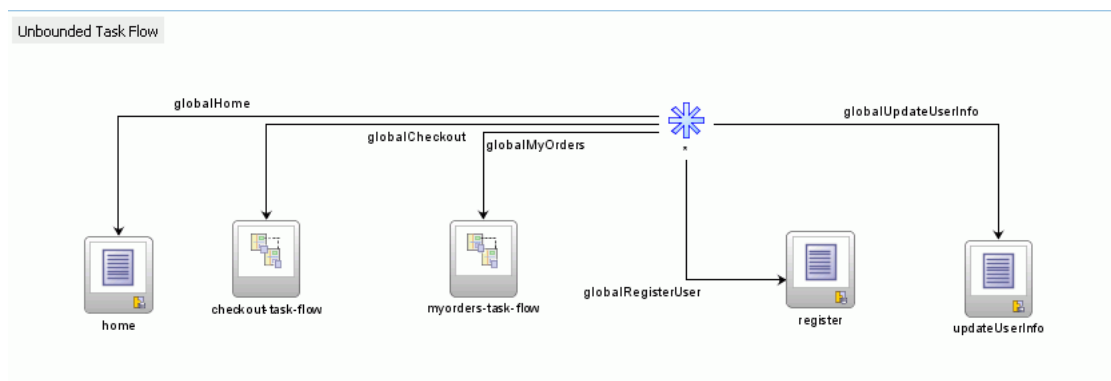 Unbounded Task Flow
globalHome
globalUpdateUserInfo
globalCheckout
globalMyOrders
*
globalRegisterUser
home
checkout-task-flow
myorders-task-flow
register
updateUserInfo